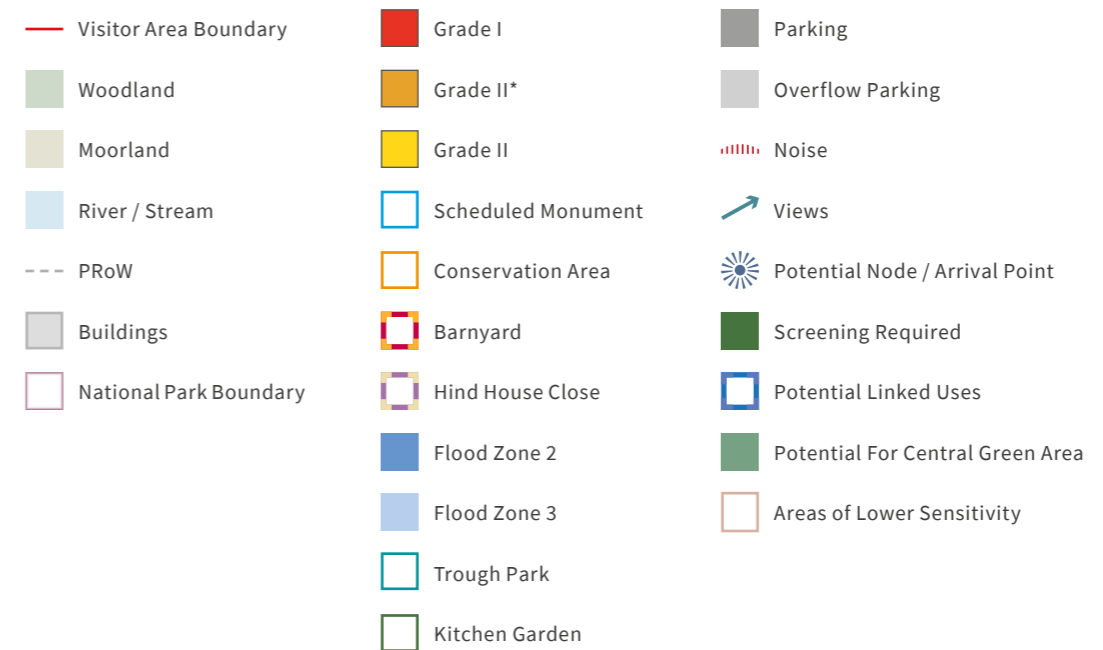 Visitor Area Boundary
Woodland
Moorland
River / Stream
PRoW
Buildings
National Park Boundary
Grade I
Grade II*
Grade II
Scheduled Monument
Conservation Area
Barnyard
Hind House Close
Flood Zone 2
Flood Zone 3
Trough Park
Kitchen Garden
Parking
Overflow Parking
Noise
Views
Potential Node / Arrival Point
Screening Required
Potential Linked Uses
Potential For Central Green Area
Areas of Lower Sensitivity